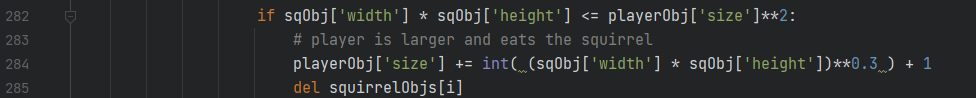 282 if sqObj['width'] * sqObj['height'] <= playerObj['size']**2:
283 # player is larger and eats the squirrel
284 playerObj['size'] += int( (sqObj['width'] * sqObj['height'])**0.3 ) + 1
285 del squirrelObjs[i]